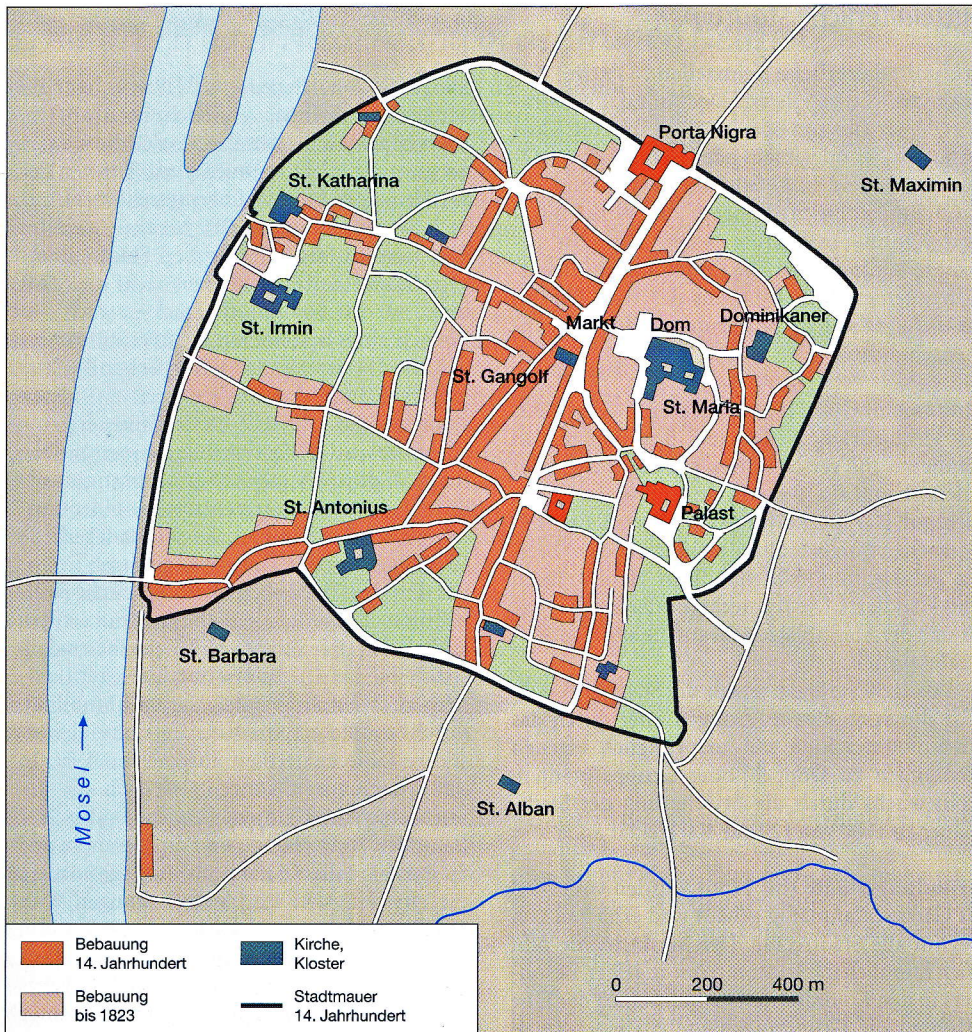 Porta Nigra
St. Maximin
St. Katharina
St. Irmin
Markt
Dom
Dominikaner
St. Gangolf
St. Maria
St. Antonius
Palast
St. Barbara
Mosel
St. Alban
Bebauung
14. Jahrhundert
Kirche,
Kloster
Bebauung
bis 1823
Stadtmauer
14. Jahrhundert
0 200 400 m